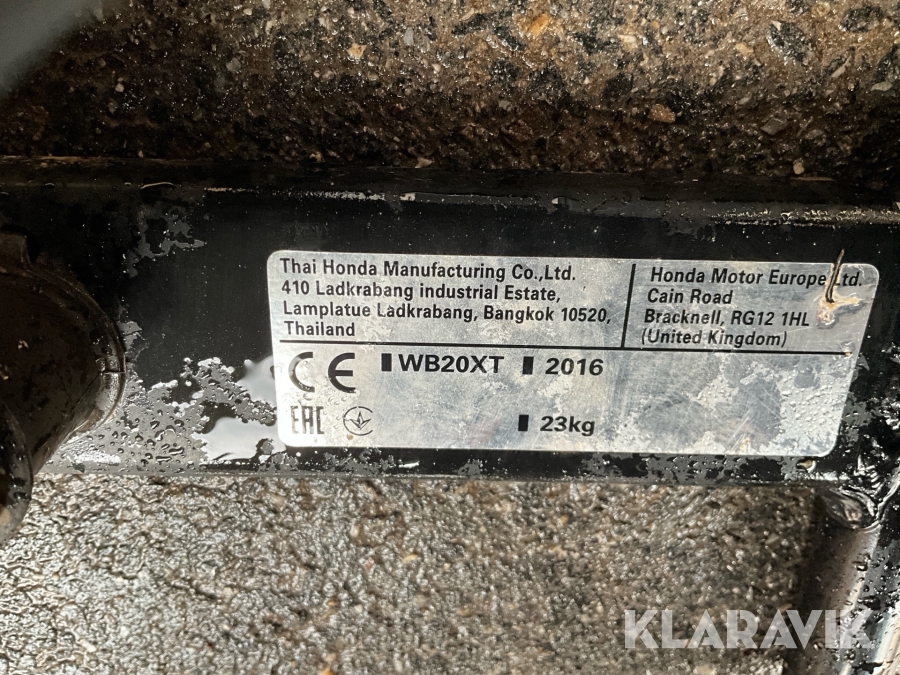 Thai Honda Manufacturing Co.,Ltd.
410 Ladkrabang industrial Estate,
Lamplatue Ladkrabang, Bangkok 10520,
Thailand
Honda Motor Europe Ltd.
Cain Road
Bracknell, RG12 1HL
(United Kingdom)
CE WB20XT 2016
EAC 23kg
KLARAVIK